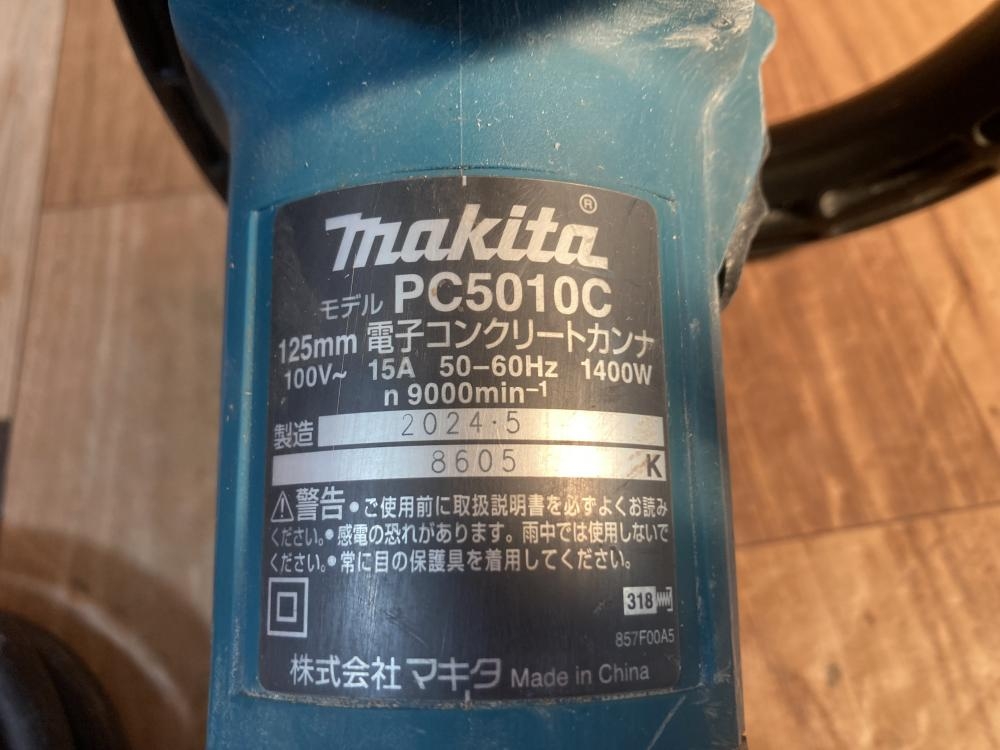 makita®
モデル PC5010C
125mm 電子コンクリートカンナ
100V~ 15A 50-60Hz 1400W
n 9000min-1
製造 2024.5
8605 K
警告 ・ご使用前に取扱説明書を必ずよくお読み
ください。・感電の恐れがあります。雨中では使用しないで
ください。・常に目の保護具を着用してください。
318
857F00A5
株式会社 マキタ Made in China